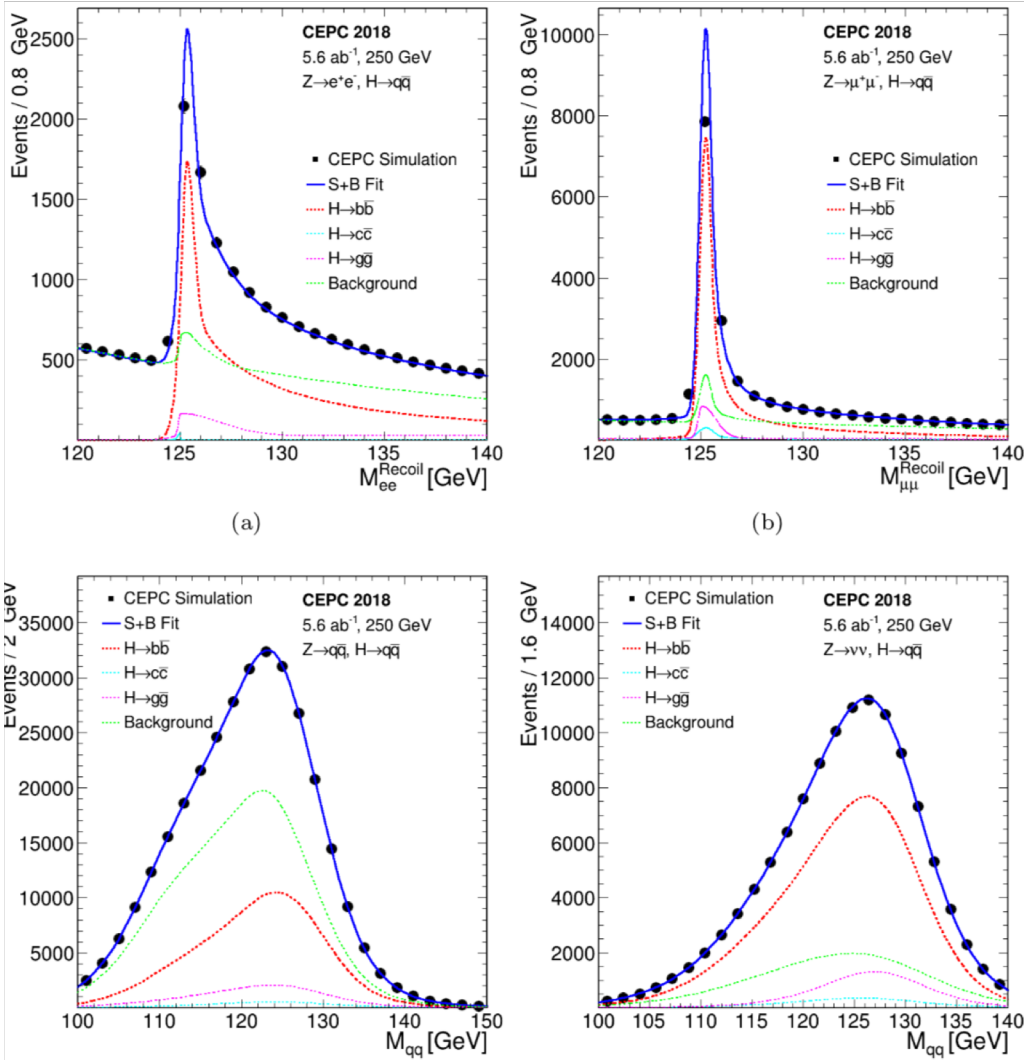 Events / 0.8 GeV
2500
2000
1500
1000
500
CEPC 2018
5.6 ab⁻¹, 250 GeV
Z→e⁺e⁻, H→qq̅
CEPC Simulation
S+B Fit
H→bb̅
H→cc̅
H→gg̅
Background
120 125 130 135 140
M_ee^Recoil [GeV]
(a)
Events / 0.8 GeV
10000
8000
6000
4000
2000
CEPC 2018
5.6 ab⁻¹, 250 GeV
Z→μ⁺μ⁻, H→qq̅
CEPC Simulation
S+B Fit
H→bb̅
H→cc̅
H→gg̅
Background
120 125 130 135 140
M_μμ^Recoil [GeV]
(b)
Events / 2 GeV
35000
30000
25000
20000
15000
10000
5000
CEPC Simulation
S+B Fit
H→bb̅
H→cc̅
H→gg̅
Background
CEPC 2018
5.6 ab⁻¹, 250 GeV
Z→qq̅, H→qq̅
100 110 120 130 140 150
M_qq [GeV]
Events / 1.6 GeV
14000
12000
10000
8000
6000
4000
2000
CEPC Simulation
S+B Fit
H→bb̅
H→cc̅
H→gg̅
Background
CEPC 2018
5.6 ab⁻¹, 250 GeV
Z→νν, H→qq̅
100 105 110 115 120 125 130 135 140
M_qq [GeV]